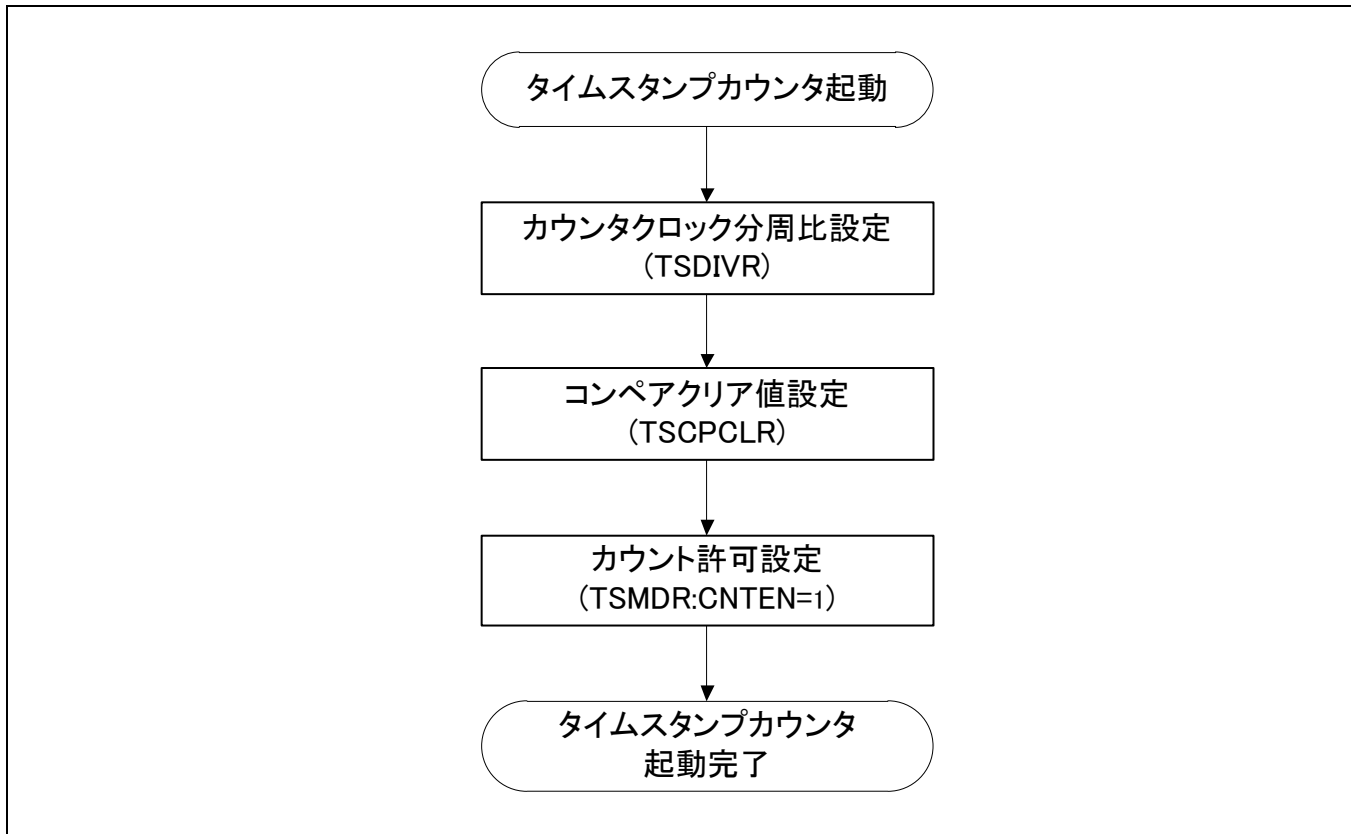 タイムスタンプカウンタ起動
カウンタクロック分周比設定
(TSDIVR)
コンペアクリア値設定
(TSCPCLR)
カウント許可設定
(TSMDR:CNTEN=1)
タイムスタンプカウンタ
起動完了